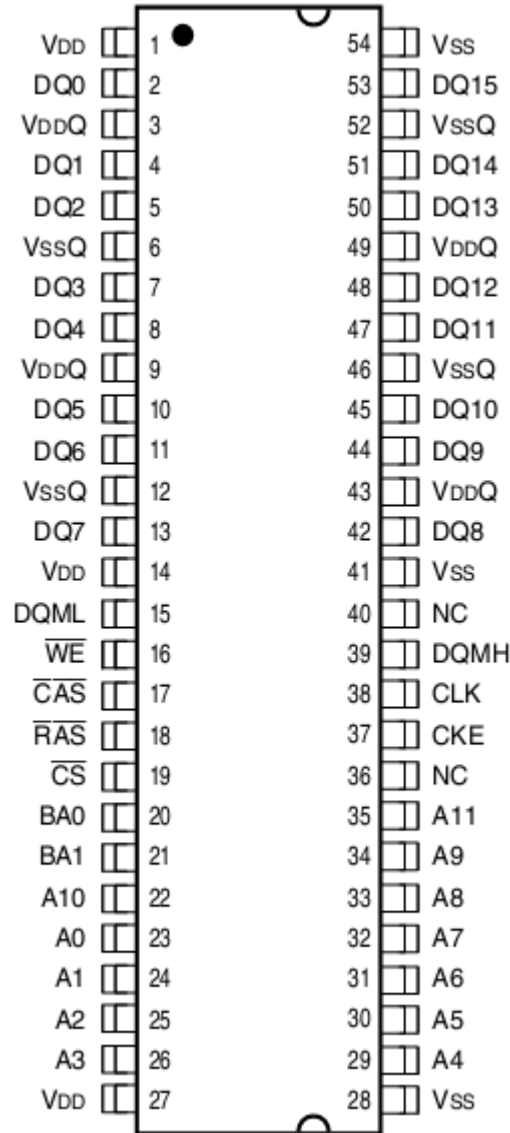 VDD 1 54 VSS
DQ0 2 53 DQ15
VDDQ 3 52 VSSQ
DQ1 4 51 DQ14
DQ2 5 50 DQ13
VSSQ 6 49 VDDQ
DQ3 7 48 DQ12
DQ4 8 47 DQ11
VDDQ 9 46 VSSQ
DQ5 10 45 DQ10
DQ6 11 44 DQ9
VSSQ 12 43 VDDQ
DQ7 13 42 DQ8
VDD 14 41 VSS
DQML 15 40 NC
W̅E̅ 16 39 DQMH
C̅A̅S̅ 17 38 CLK
R̅A̅S̅ 18 37 CKE
C̅S̅ 19 36 NC
BA0 20 35 A11
BA1 21 34 A9
A10 22 33 A8
A0 23 32 A7
A1 24 31 A6
A2 25 30 A5
A3 26 29 A4
VDD 27 28 VSS